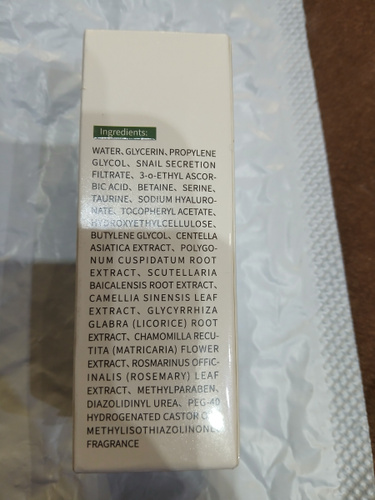 Ingredients:
WATER、GLYCERIN、PROPYLENE
GLYCOL、 SNAIL SECRETION
FILTRATE、 3-o-ETHYL ASCOR-
BIC ACID、 BETAINE、 SERINE、
TAURINE、 SODIUM HYALURO-
NATE、 TOCOPHERYL ACETATE、
HYDROXYETHYLCELLULOSE、
BUTYLENE GLYCOL、 CENTELLA
ASIATICA EXTRACT、 POLYGO-
NUM CUSPIDATUM ROOT
EXTRACT、 SCUTELLARIA
BAICALENSIS ROOT EXTRACT、
CAMELLIA SINENSIS LEAF
EXTRACT、 GLYCYRRHIZA
GLABRA (LICORICE) ROOT
EXTRACT、 CHAMOMILLA RECU-
TITA (MATRICARIA) FLOWER
EXTRACT、ROSMARINUS OFFIC-
INALIS (ROSEMARY) LEAF
EXTRACT、 METHYLPARABEN、
DIAZOLIDINYL UREA、 PEG-40
HYDROGENATED CASTOR
METHYLISOTHIAZOLINONE、
FRAGRANCE